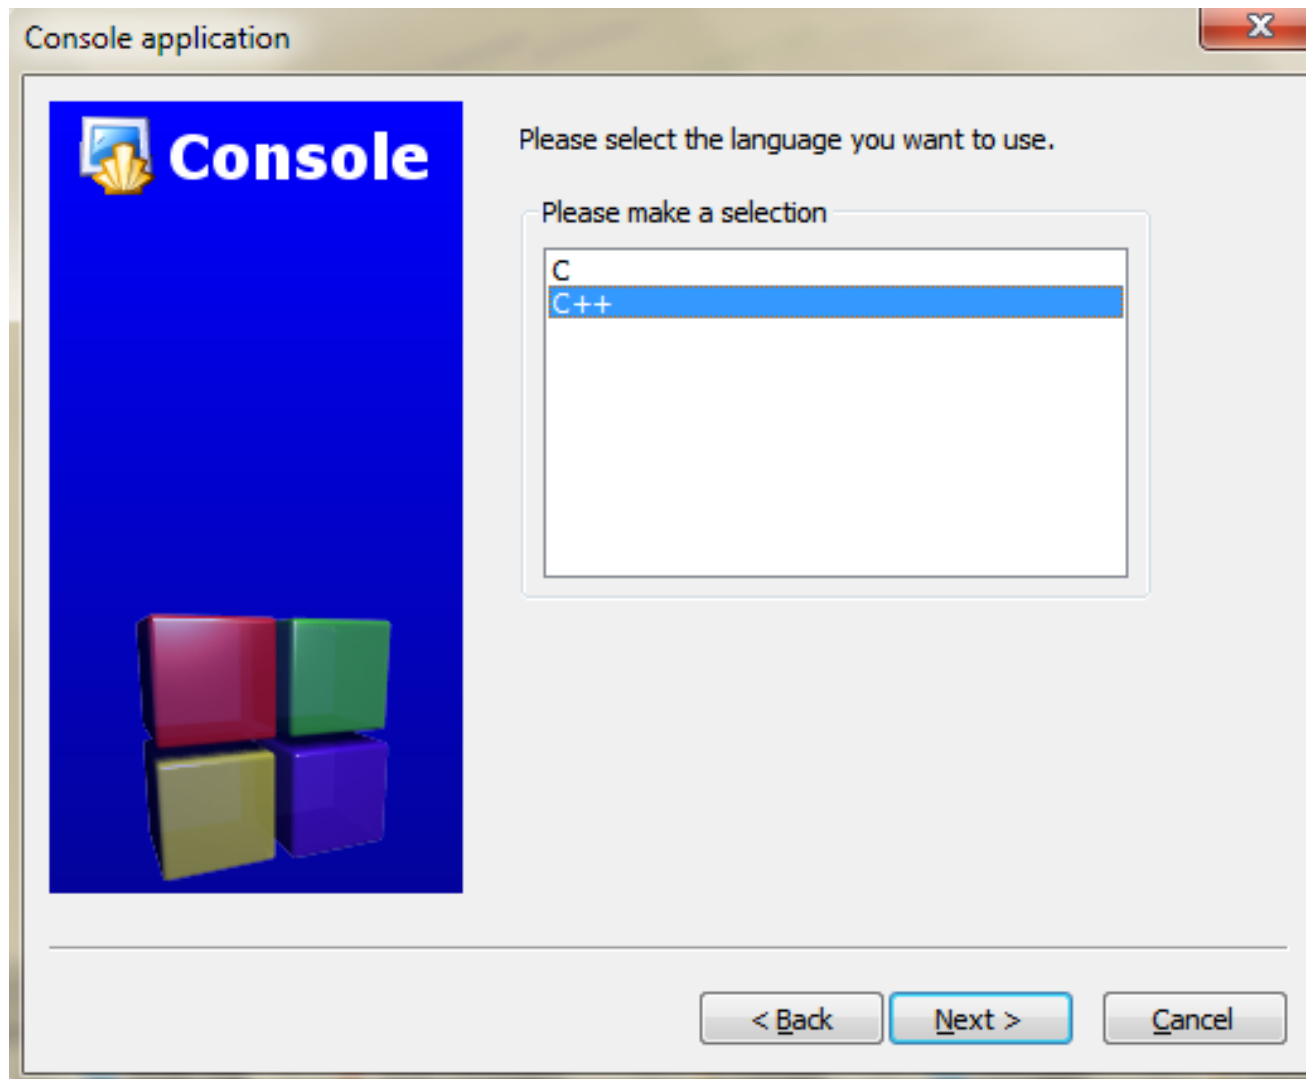 Console application
Console
Please select the language you want to use.
Please make a selection
C
C++
< Back
Next >
Cancel